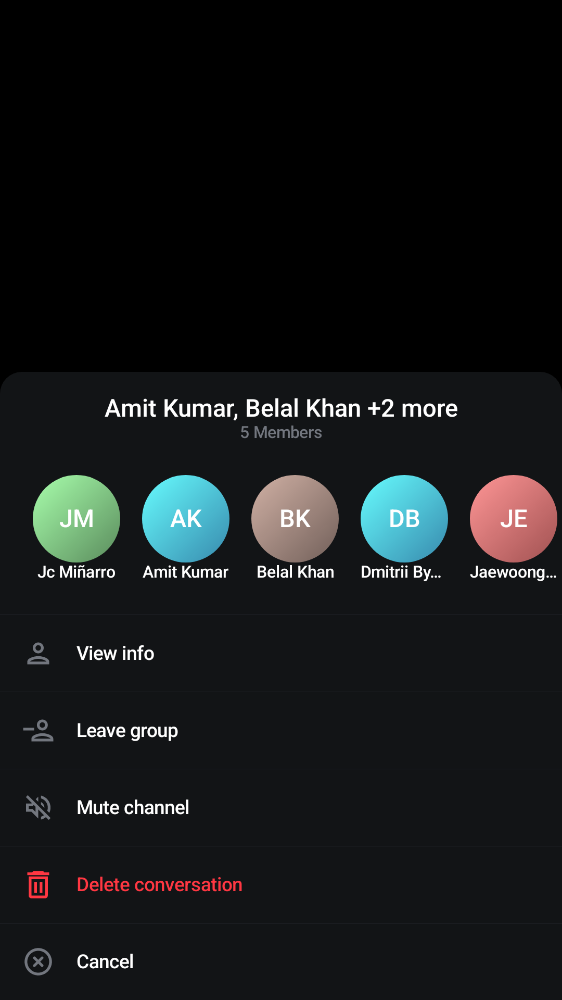 Amit Kumar, Belal Khan +2 more
5 Members
JM AK BK DB JE
Jc Miñarro Amit Kumar Belal Khan Dmitrii By... Jaewoong...
View info
Leave group
Mute channel
Delete conversation
Cancel